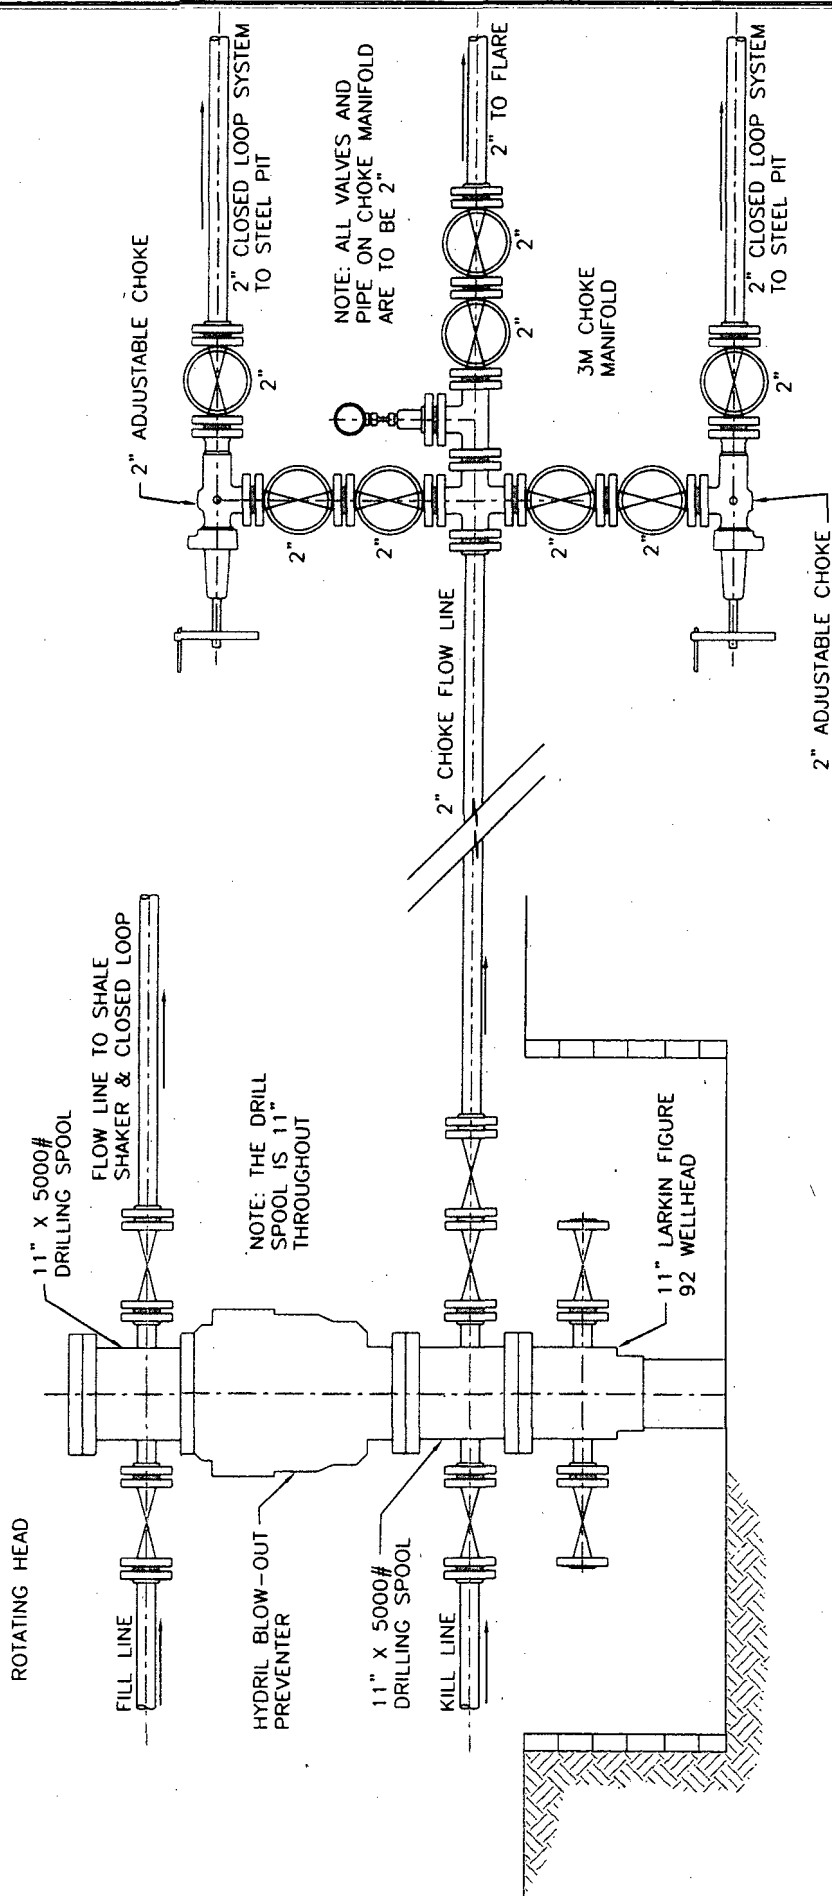 ROTATING HEAD
FILL LINE
11" X 5000#
DRILLING SPOOL
FLOW LINE TO SHALE
SHAKER & CLOSED LOOP
HYDRIL BLOW-OUT
PREVENTER
NOTE: THE DRILL
SPOOL IS 11"
THROUGHOUT
11" X 5000#
DRILLING SPOOL
KILL LINE
11" LARKIN FIGURE
92 WELLHEAD
2" CHOKE FLOW LINE
2" ADJUSTABLE CHOKE
2"
2" CLOSED LOOP SYSTEM
TO STEEL PIT
2"
2"
NOTE: ALL VALVES AND
PIPE ON CHOKE MANIFOLD
ARE TO BE 2"
2"
2"
2" TO FLARE
3M CHOKE
MANIFOLD
2"
2"
2"
2" CLOSED LOOP SYSTEM
TO STEEL PIT
2" ADJUSTABLE CHOKE